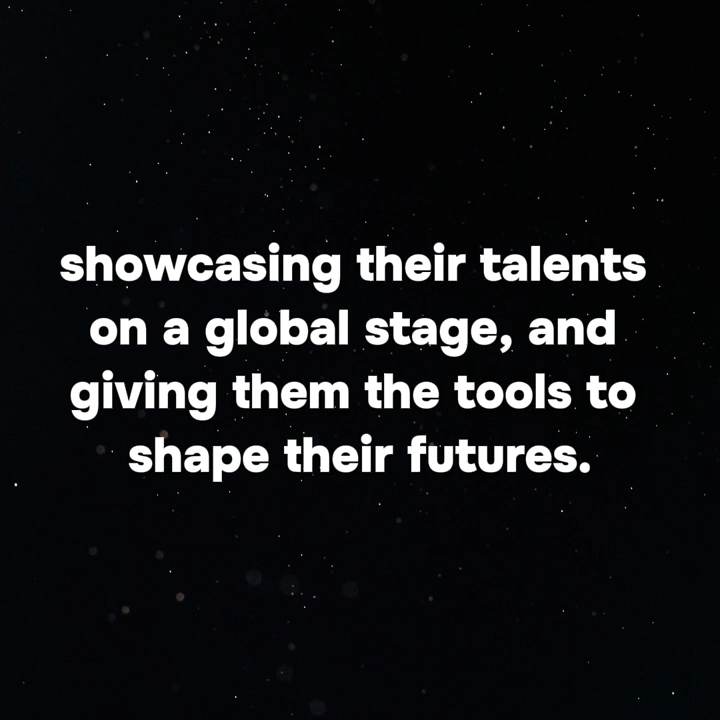 showcasing their talents
on a global stage, and
giving them the tools to
shape their futures.